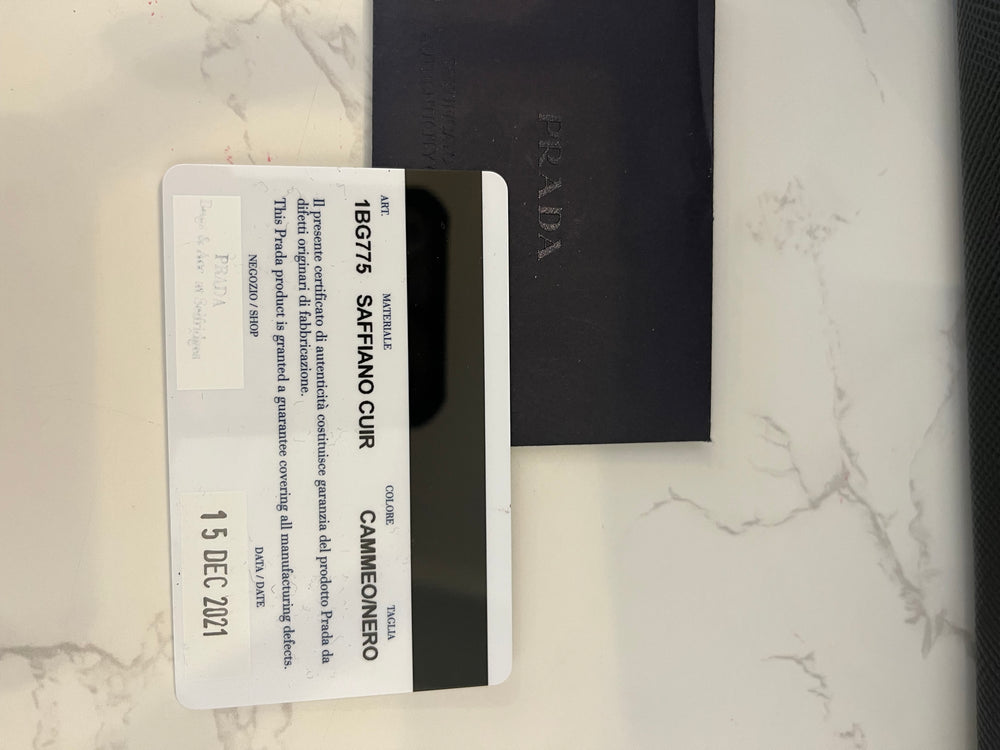 PRADA
ART. MATERIALE COLORE TAGLIA
1BG775 SAFFIANO CUIR CAMMEO/NERO
Il presente certificato di autenticità costituisce garanzia del prodotto Prada da
difetti originari di fabbricazione.
This Prada product is granted a guarantee covering all manufacturing defects.
NEGOZIO / SHOP DATA / DATE
PRADA
15 DEC 2021